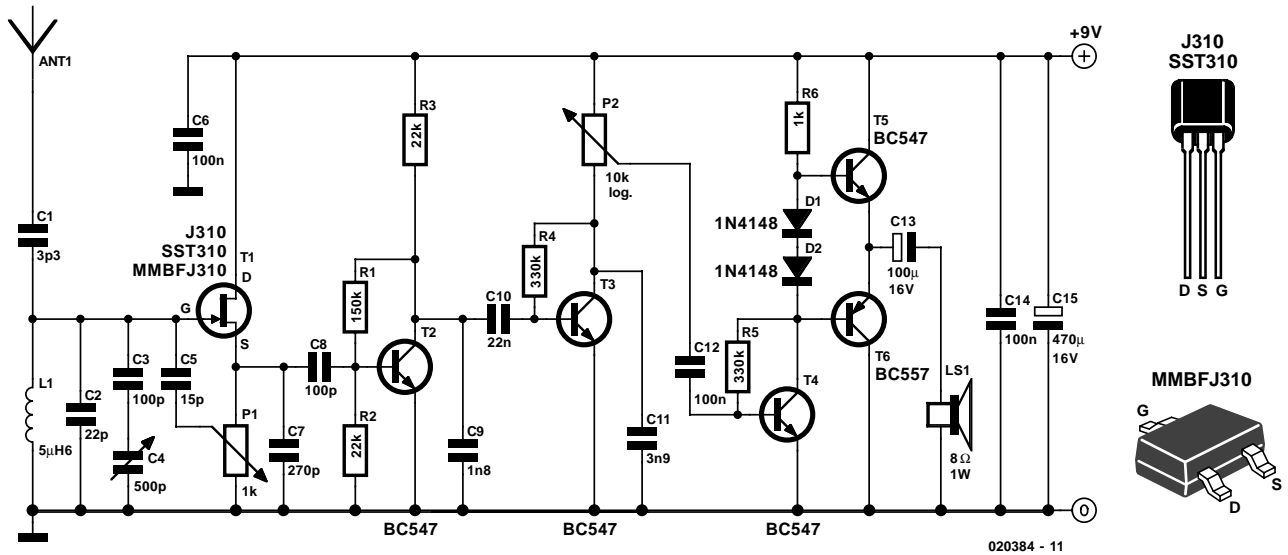 +9V
ANT1
C6
100n
R3
22k
P2
10k
log.
R6
1k
T5
BC547
J310
SST310
C1
3p3
J310
SST310
MMBFJ310
T1
D
G
S
R1
150k
T2
C10
22n
R4
330k
T3
D1
1N4148
D2
1N4148
C13
100µ
16V
C14
100n
C15
470µ
16V
D S G
L1
5µH6
C2
22p
C3
100p
C4
500p
C5
15p
P1
1k
C7
270p
C8
100p
R2
22k
C9
1n8
C11
3n9
C12
100n
R5
330k
T4
T6
BC557
LS1
8Ω
1W
MMBFJ310
G
S
D
+
0
BC547
BC547
BC547
020384 - 11